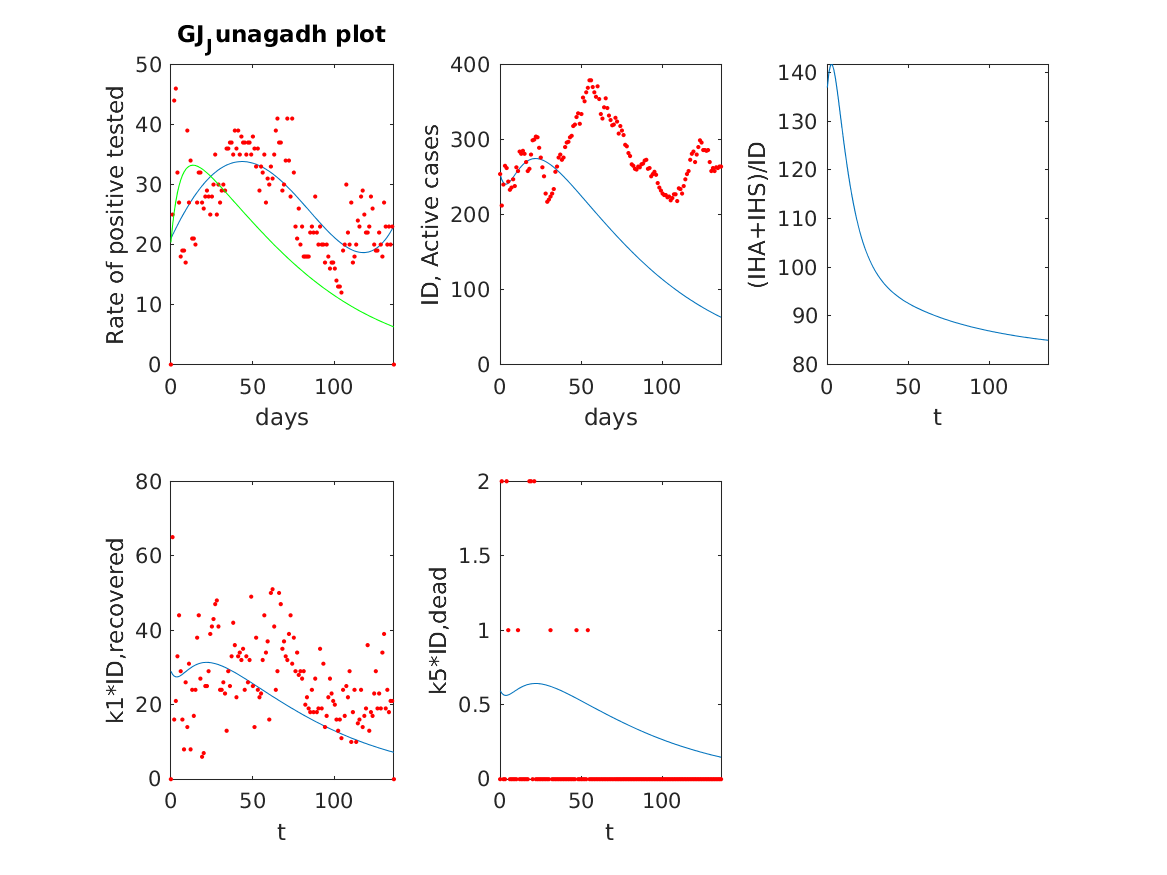 GJJunagadh plot
50
40
30
20
10
0
Rate of positive tested
0 50 100
days
400
300
200
100
0
ID, Active cases
0 50 100
days
140
130
120
110
100
90
80
(IHA+IHS)/ID
0 50 100
t
80
60
40
20
0
k1*ID,recovered
0 50 100
t
2
1.5
1
0.5
0
k5*ID,dead
0 50 100
t